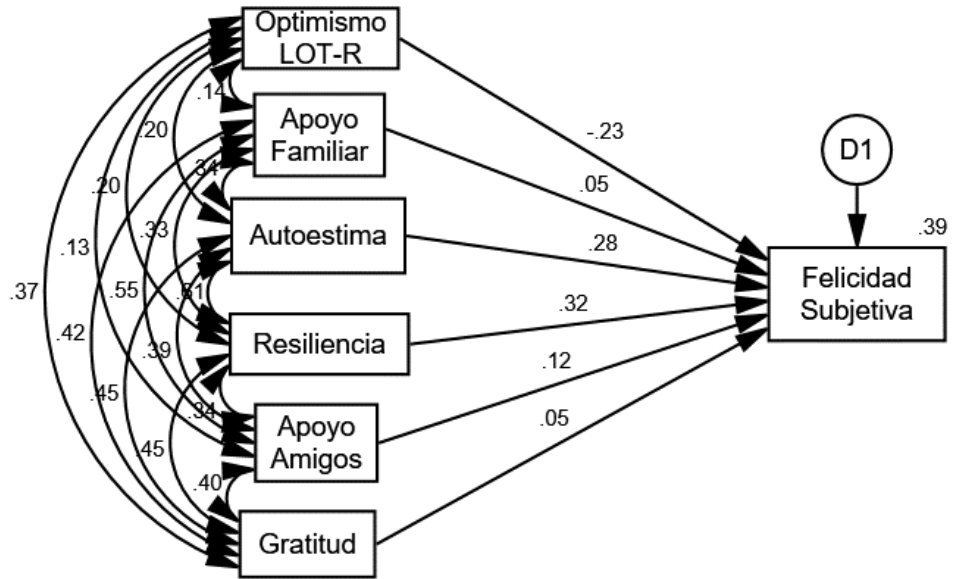 Optimismo
LOT-R
.14
Apoyo
Familiar
-.23
D1
.20
.05
.34
.20
.33
Autoestima
.28
.39
.13
Felicidad
Subjetiva
.37
.55
.51
.32
.42
.39
Resiliencia
.12
.45
.34
Apoyo
Amigos
.05
.45
.40
Gratitud